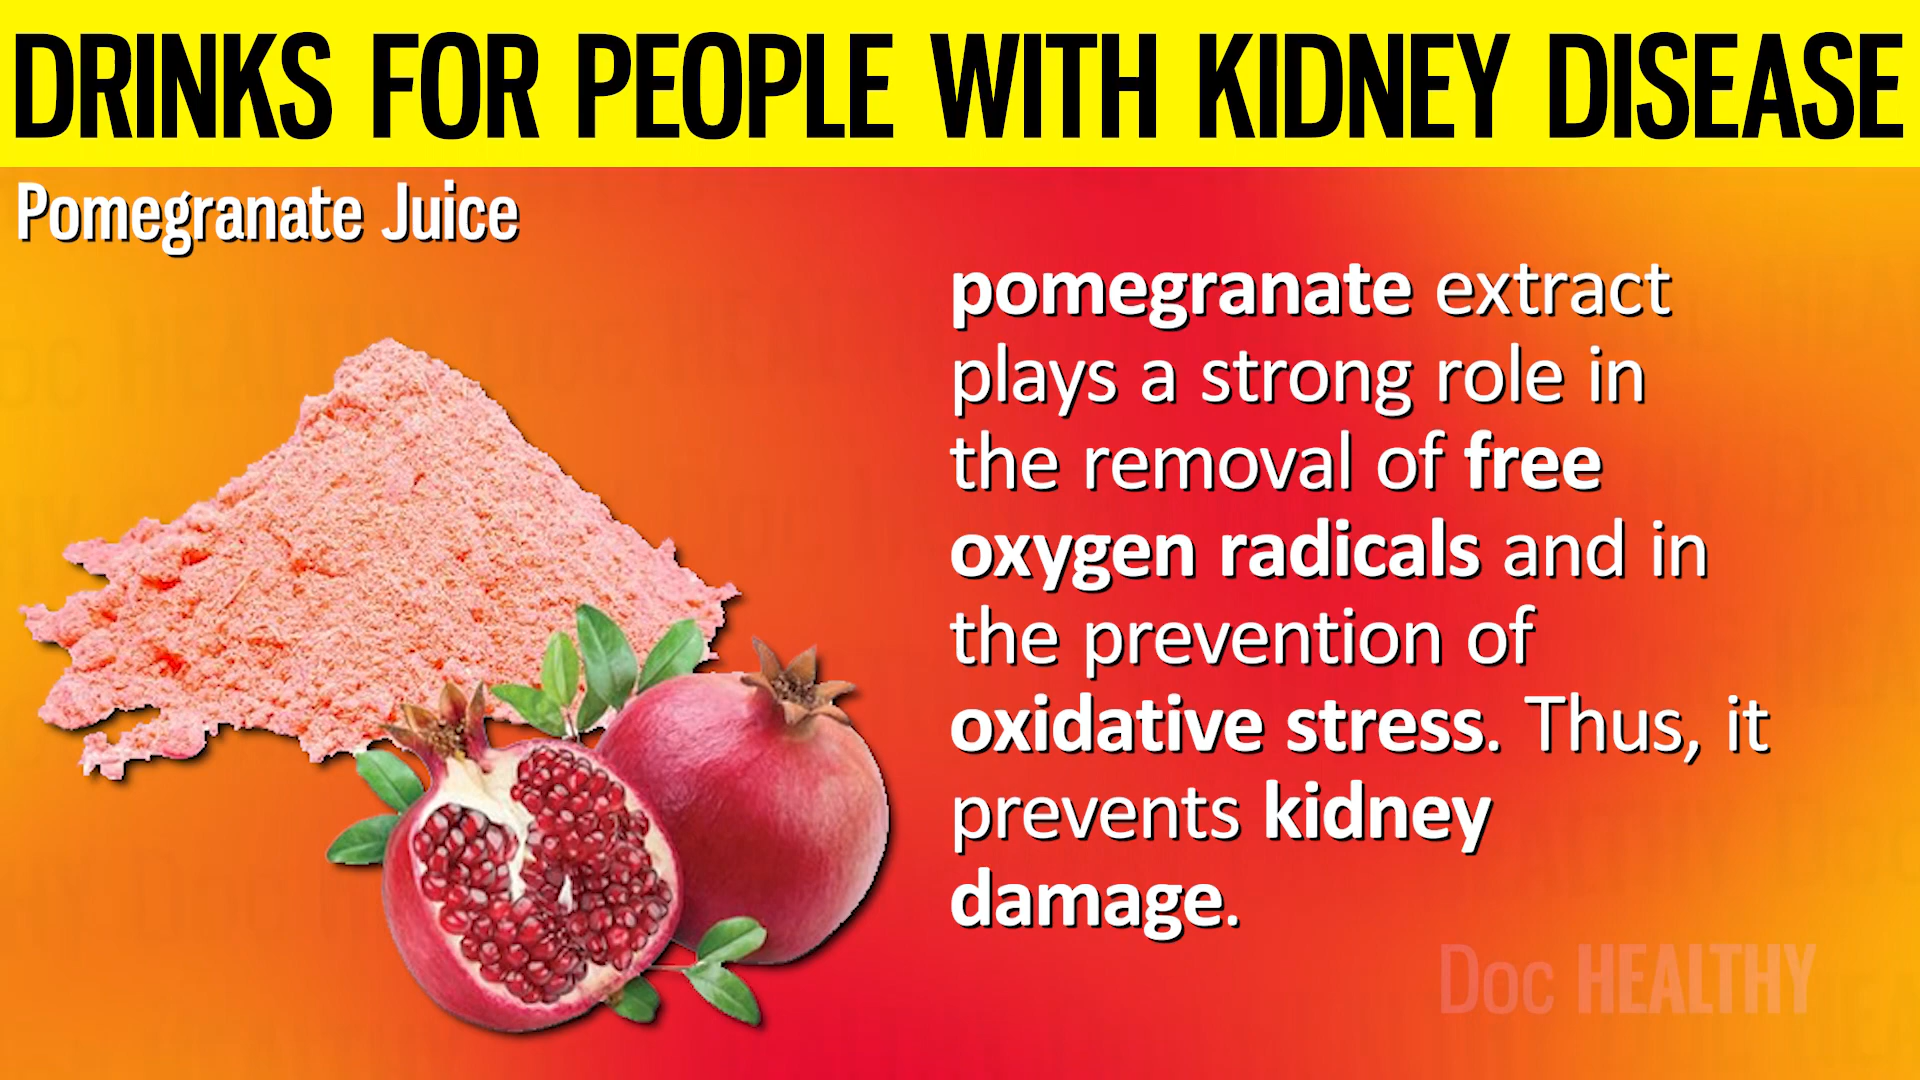 DRINKS FOR PEOPLE WITH KIDNEY DISEASE
Pomegranate Juice
pomegranate extract
plays a strong role in
the removal of free
oxygen radicals and in
the prevention of
oxidative stress. Thus, it
prevents kidney
damage.
Doc HEALTHY